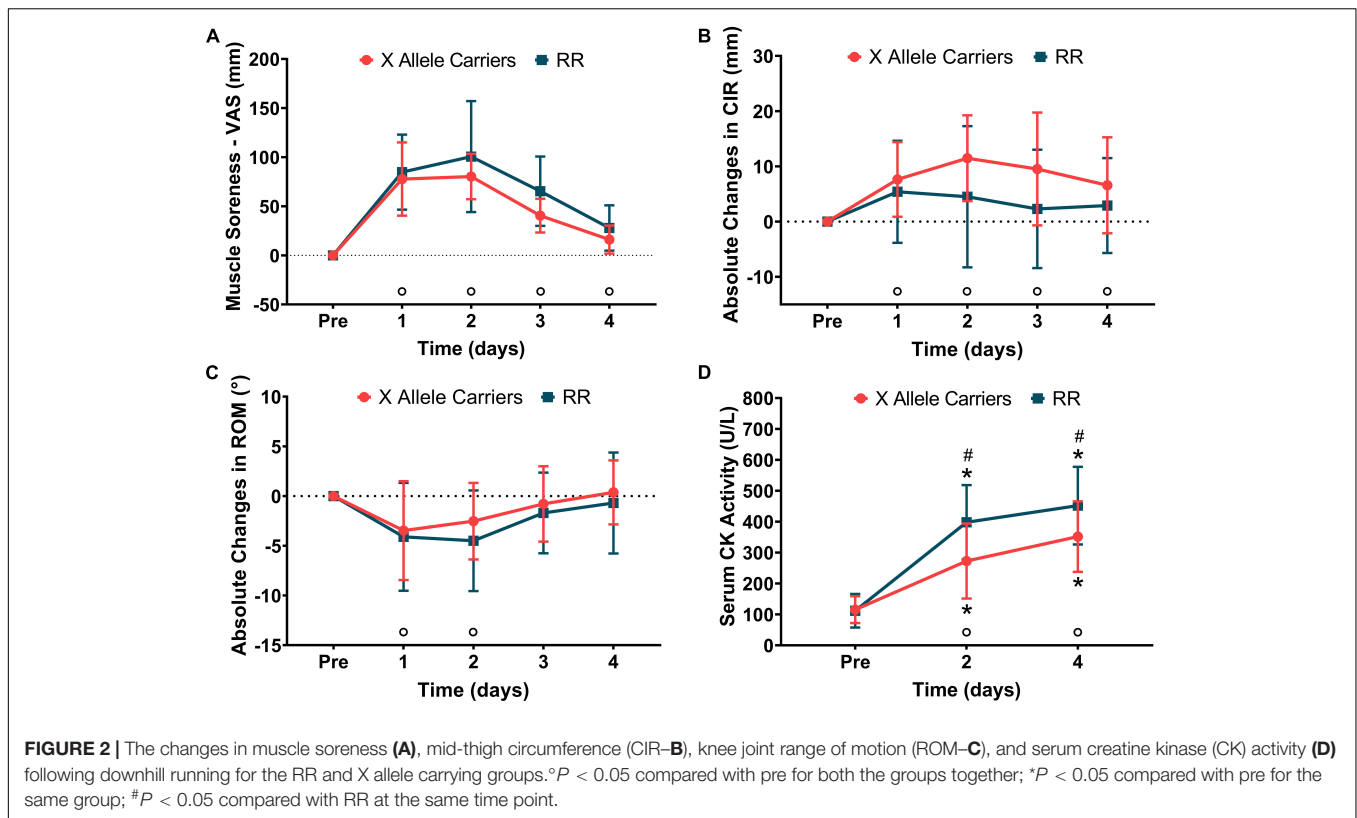 A
Muscle Soreness - VAS (mm)
X Allele Carriers RR
200
150
100
50
0
-50
Pre 1 2 3 4
Time (days)
B
Absolute Changes in CIR (mm)
X Allele Carriers RR
30
20
10
0
-10
Pre 1 2 3 4
Time (days)
C
Absolute Changes in ROM (°)
X Allele Carriers RR
10
5
0
-5
-10
-15
Pre 1 2 3 4
Time (days)
D
Serum CK Activity (U/L)
X Allele Carriers RR
800
700
600
500
400
300
200
100
0
# #
* *
* *
Pre 2 4
Time (days)
FIGURE 2 | The changes in muscle soreness (A), mid-thigh circumference (CIR–B), knee joint range of motion (ROM–C), and serum creatine kinase (CK) activity (D)
following downhill running for the RR and X allele carrying groups.°P < 0.05 compared with pre for both the groups together; *P < 0.05 compared with pre for the
same group; #P < 0.05 compared with RR at the same time point.